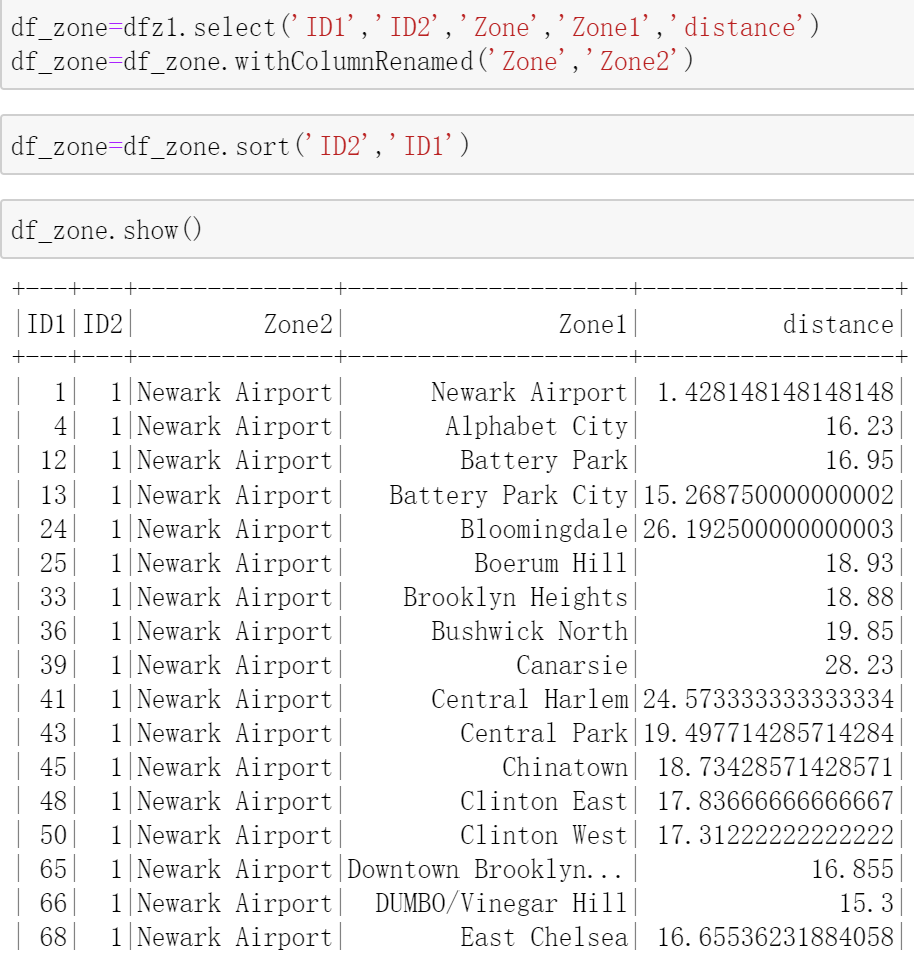 df_zone=dfz1.select('ID1','ID2','Zone','Zone1','distance')
df_zone=df_zone.withColumnRenamed('Zone','Zone2')
df_zone=df_zone.sort('ID2','ID1')
df_zone.show()
+---+---+--------------+--------------------+------------------+
|ID1|ID2|         Zone2|               Zone1|          distance|
+---+---+--------------+--------------------+------------------+
|  1|  1|Newark Airport|      Newark Airport| 1.428148148148148|
|  4|  1|Newark Airport|       Alphabet City|             16.23|
| 12|  1|Newark Airport|        Battery Park|             16.95|
| 13|  1|Newark Airport|   Battery Park City|15.268750000000002|
| 24|  1|Newark Airport|        Bloomingdale|26.192500000000003|
| 25|  1|Newark Airport|         Boerum Hill|             18.93|
| 33|  1|Newark Airport|    Brooklyn Heights|             18.88|
| 36|  1|Newark Airport|      Bushwick North|             19.85|
| 39|  1|Newark Airport|            Canarsie|             28.23|
| 41|  1|Newark Airport|      Central Harlem|24.573333333333334|
| 43|  1|Newark Airport|        Central Park|19.497714285714284|
| 45|  1|Newark Airport|           Chinatown| 18.73428571428571|
| 48|  1|Newark Airport|        Clinton East| 17.83666666666667|
| 50|  1|Newark Airport|        Clinton West| 17.31222222222222|
| 65|  1|Newark Airport|Downtown Brooklyn...|            16.855|
| 66|  1|Newark Airport|  DUMBO/Vinegar Hill|              15.3|
| 68|  1|Newark Airport|        East Chelsea| 16.65536231884058|